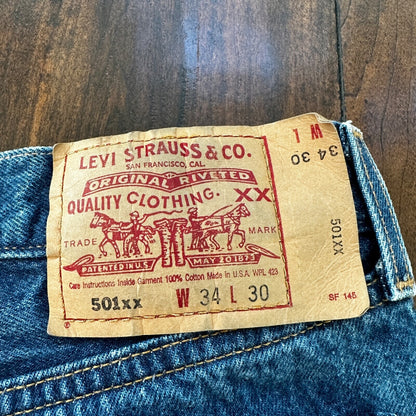 LEVI STRAUSS & CO.
SAN FRANCISCO, CAL.
ORIGINAL RIVETED
QUALITY CLOTHING. XX
TRADE MARK
PATENTED IN U.S. MAY 20 1873
Care Instructions Inside Garment 100% Cotton Made in U.S.A. WPL 423
501xx W 34 L 30
®
1 M
34 30
501XX
SF 145